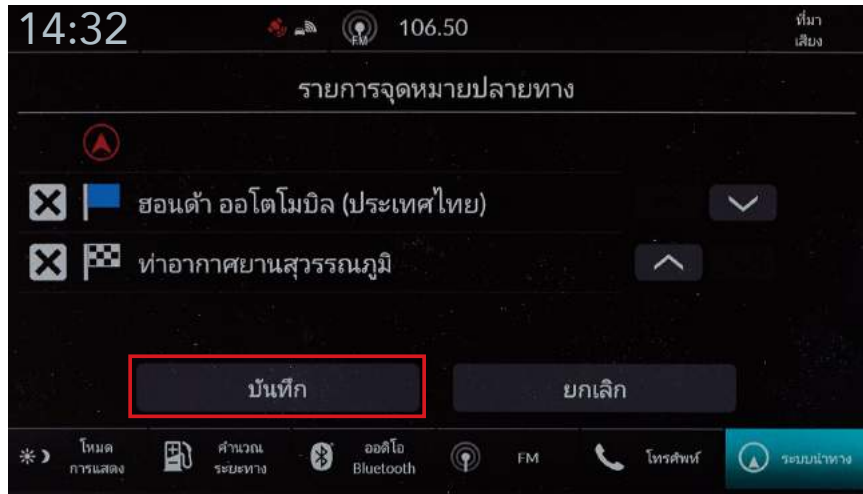 14:32
FM
106.50
ที่มา
เสียง
รายการจุดหมายปลายทาง
ฮอนด้า ออโตโมบิล (ประเทศไทย)
ท่าอากาศยานสุวรรณภูมิ
บันทึก
ยกเลิก
โหมด
การแสดง
คำนวณ
ระยะทาง
ออดิโอ
Bluetooth
FM
โทรศัพท์
ระบบนำทาง